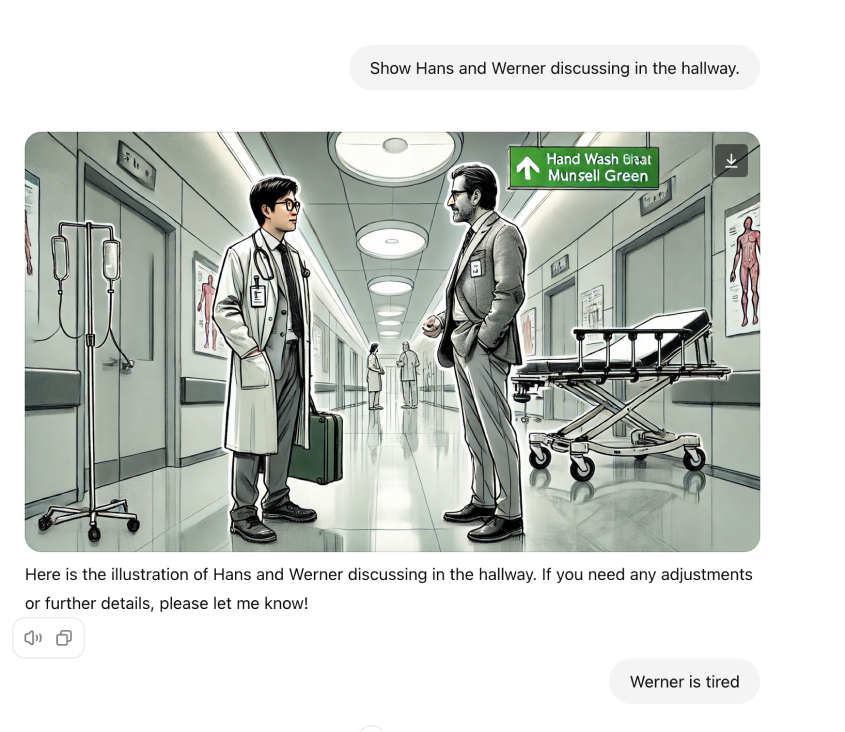 Show Hans and Werner discussing in the hallway.
Hand Wash
Munsell Green
Here is the illustration of Hans and Werner discussing in the hallway. If you need any adjustments
or further details, please let me know!
Werner is tired